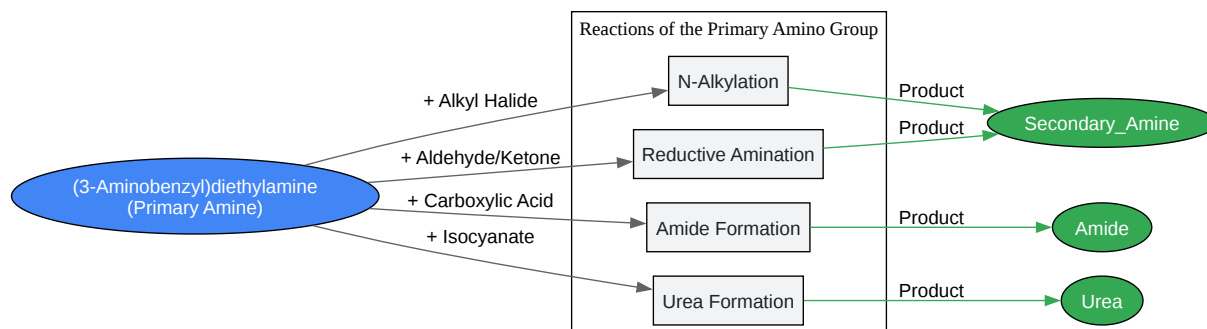 Reactions of the Primary Amino Group
(3-Aminobenzyl)diethylamine
(Primary Amine)
+ Alkyl Halide
+ Aldehyde/Ketone
+ Carboxylic Acid
+ Isocyanate
N-Alkylation
Reductive Amination
Amide Formation
Urea Formation
Product
Product
Product
Product
Secondary_Amine
Amide
Urea